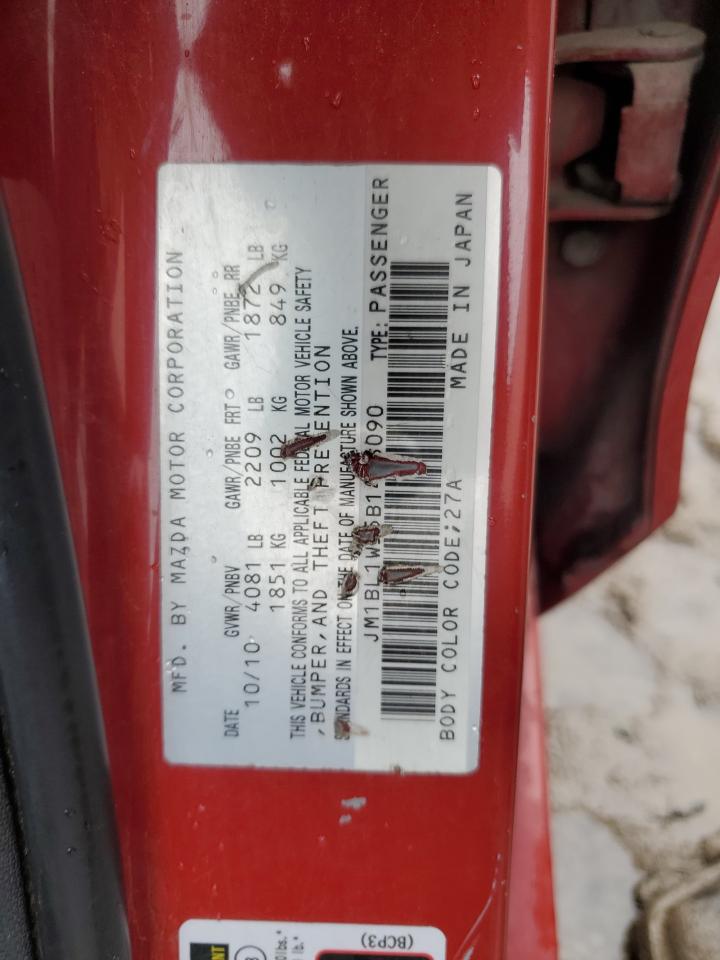 MFD. BY MAZDA MOTOR CORPORATION
DATE GVWR/PNBV GAWR/PNBE FRT GAWR/PNBE RR
10/10 4081 LB 2209 LB 1872 LB
1851 KG 1002 KG 849 KG
THIS VEHICLE CONFORMS TO ALL APPLICABLE FEDERAL MOTOR VEHICLE SAFETY
,BUMPER,AND THEFT PREVENTION
STANDARDS IN EFFECT ON THE DATE OF MANUFACTURE SHOWN ABOVE.
TYPE: PASSENGER
BODY COLOR CODE;27A MADE IN JAPAN
(BCP3)